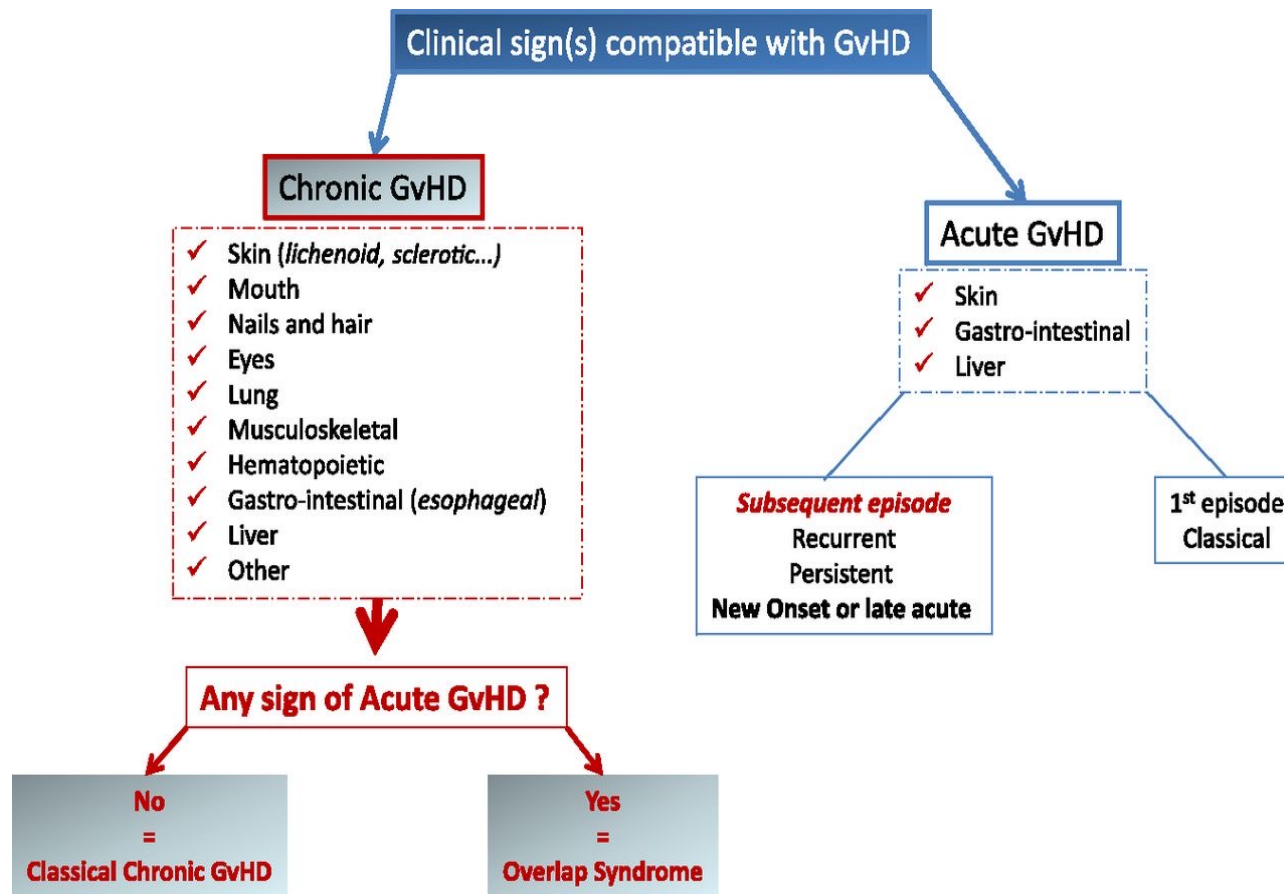 Clinical sign(s) compatible with GvHD
Chronic GvHD
✓ Skin (lichenoid, sclerotic...)
✓ Mouth
✓ Nails and hair
✓ Eyes
✓ Lung
✓ Musculoskeletal
✓ Hematopoietic
✓ Gastro-intestinal (esophageal)
✓ Liver
✓ Other
Any sign of Acute GvHD ?
No
=
Classical Chronic GvHD
Yes
=
Overlap Syndrome
Acute GvHD
✓ Skin
✓ Gastro-intestinal
✓ Liver
Subsequent episode
Recurrent
Persistent
New Onset or late acute
1st episode
Classical